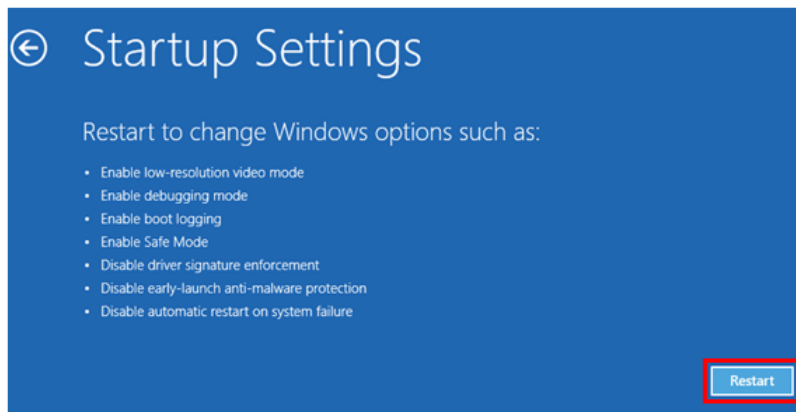 Startup Settings
Restart to change Windows options such as:
• Enable low-resolution video mode
• Enable debugging mode
• Enable boot logging
• Enable Safe Mode
• Disable driver signature enforcement
• Disable early-launch anti-malware protection
• Disable automatic restart on system failure
Restart